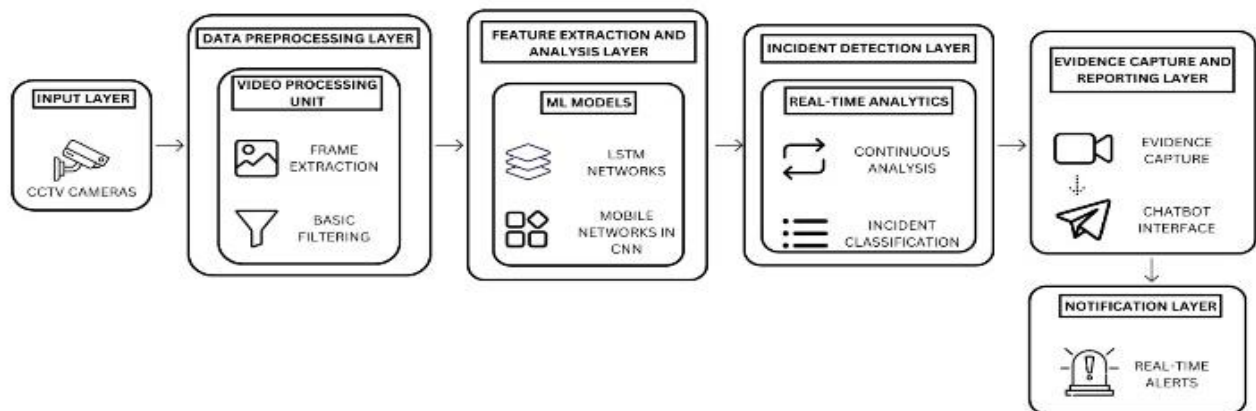 INPUT LAYER
CCTV CAMERAS
DATA PREPROCESSING LAYER
VIDEO PROCESSING
UNIT
FRAME
EXTRACTION
BASIC
FILTERING
FEATURE EXTRACTION AND
ANALYSIS LAYER
ML MODELS
LSTM
NETWORKS
MOBILE
NETWORKS IN
CNN
INCIDENT DETECTION LAYER
REAL-TIME ANALYTICS
CONTINUOUS
ANALYSIS
INCIDENT
CLASSIFICATION
EVIDENCE CAPTURE AND
REPORTING LAYER
EVIDENCE
CAPTURE
CHATBOT
INTERFACE
NOTIFICATION LAYER
REAL-TIME
ALERTS